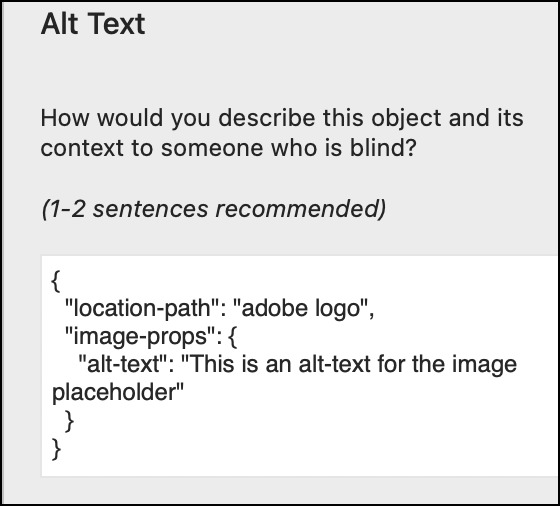 Alt Text
How would you describe this object and its
context to someone who is blind?
(1-2 sentences recommended)
{
"location-path": "adobe logo",
"image-props": {
"alt-text": "This is an alt-text for the image
placeholder"
}
}